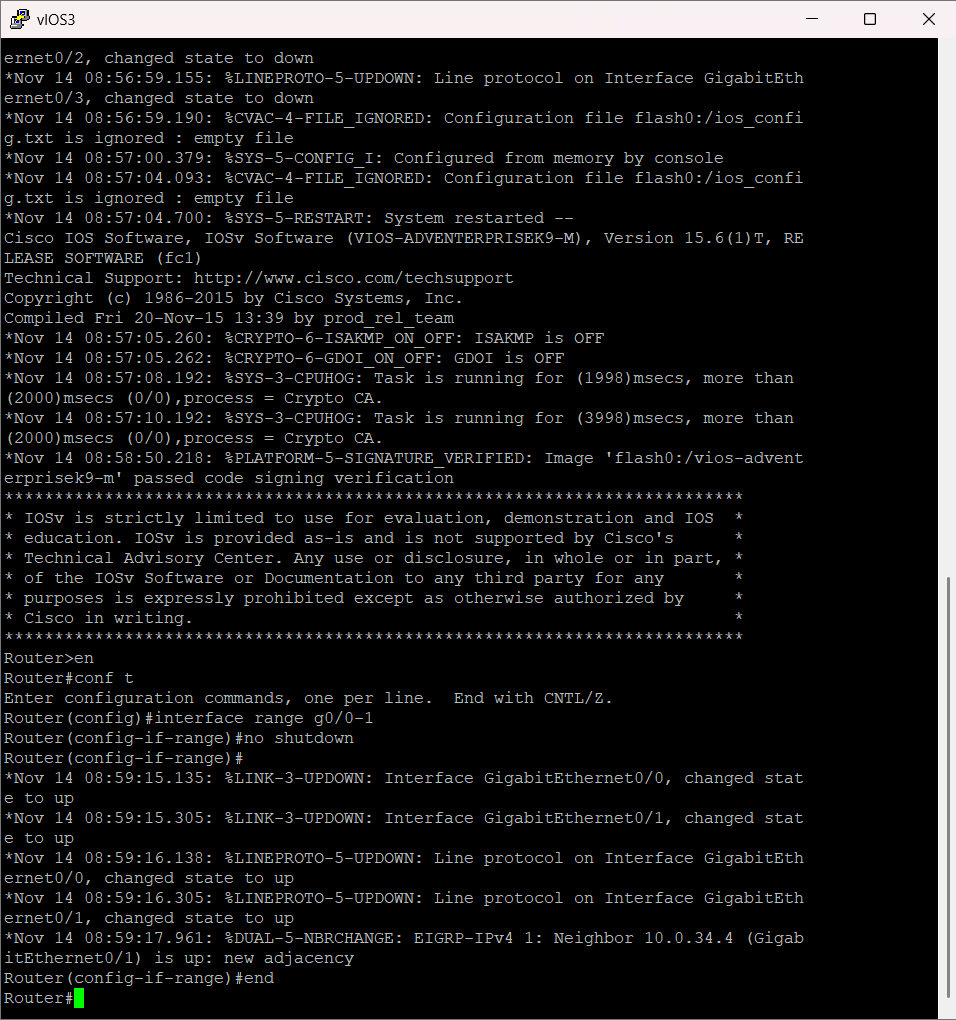 vIOS3
ernet0/2, changed state to down
*Nov 14 08:56:59.155: %LINEPROTO-5-UPDOWN: Line protocol on Interface GigabitEth
ernet0/3, changed state to down
*Nov 14 08:56:59.190: %CVAC-4-FILE_IGNORED: Configuration file flash0:/ios_confi
g.txt is ignored : empty file
*Nov 14 08:57:00.379: %SYS-5-CONFIG_I: Configured from memory by console
*Nov 14 08:57:04.093: %CVAC-4-FILE_IGNORED: Configuration file flash0:/ios_confi
g.txt is ignored : empty file
*Nov 14 08:57:04.700: %SYS-5-RESTART: System restarted --
Cisco IOS Software, IOSv Software (VIOS-ADVENTERPRISEK9-M), Version 15.6(1)T, RE
LEASE SOFTWARE (fc1)
Technical Support: http://www.cisco.com/techsupport
Copyright (c) 1986-2015 by Cisco Systems, Inc.
Compiled Fri 20-Nov-15 13:39 by prod_rel_team
*Nov 14 08:57:05.260: %CRYPTO-6-ISAKMP_ON_OFF: ISAKMP is OFF
*Nov 14 08:57:05.262: %CRYPTO-6-GDOI_ON_OFF: GDOI is OFF
*Nov 14 08:57:08.192: %SYS-3-CPUHOG: Task is running for (1998)msecs, more than
(2000)msecs (0/0),process = Crypto CA.
*Nov 14 08:57:10.192: %SYS-3-CPUHOG: Task is running for (3998)msecs, more than
(2000)msecs (0/0),process = Crypto CA.
*Nov 14 08:58:50.218: %PLATFORM-5-SIGNATURE_VERIFIED: Image 'flash0:/vios-advent
erprisek9-m' passed code signing verification
**************************************************************************
* IOSv is strictly limited to use for evaluation, demonstration and IOS  *
* education. IOSv is provided as-is and is not supported by Cisco's      *
* Technical Advisory Center. Any use or disclosure, in whole or in part, *
* of the IOSv Software or Documentation to any third party for any       *
* purposes is expressly prohibited except as otherwise authorized by     *
* Cisco in writing.                                                      *
**************************************************************************
Router>en
Router#conf t
Enter configuration commands, one per line.  End with CNTL/Z.
Router(config)#interface range g0/0-1
Router(config-if-range)#no shutdown
Router(config-if-range)#
*Nov 14 08:59:15.135: %LINK-3-UPDOWN: Interface GigabitEthernet0/0, changed stat
e to up
*Nov 14 08:59:15.305: %LINK-3-UPDOWN: Interface GigabitEthernet0/1, changed stat
e to up
*Nov 14 08:59:16.138: %LINEPROTO-5-UPDOWN: Line protocol on Interface GigabitEth
ernet0/0, changed state to up
*Nov 14 08:59:16.305: %LINEPROTO-5-UPDOWN: Line protocol on Interface GigabitEth
ernet0/1, changed state to up
*Nov 14 08:59:17.961: %DUAL-5-NBRCHANGE: EIGRP-IPv4 1: Neighbor 10.0.34.4 (Gigab
itEthernet0/1) is up: new adjacency
Router(config-if-range)#end
Router#